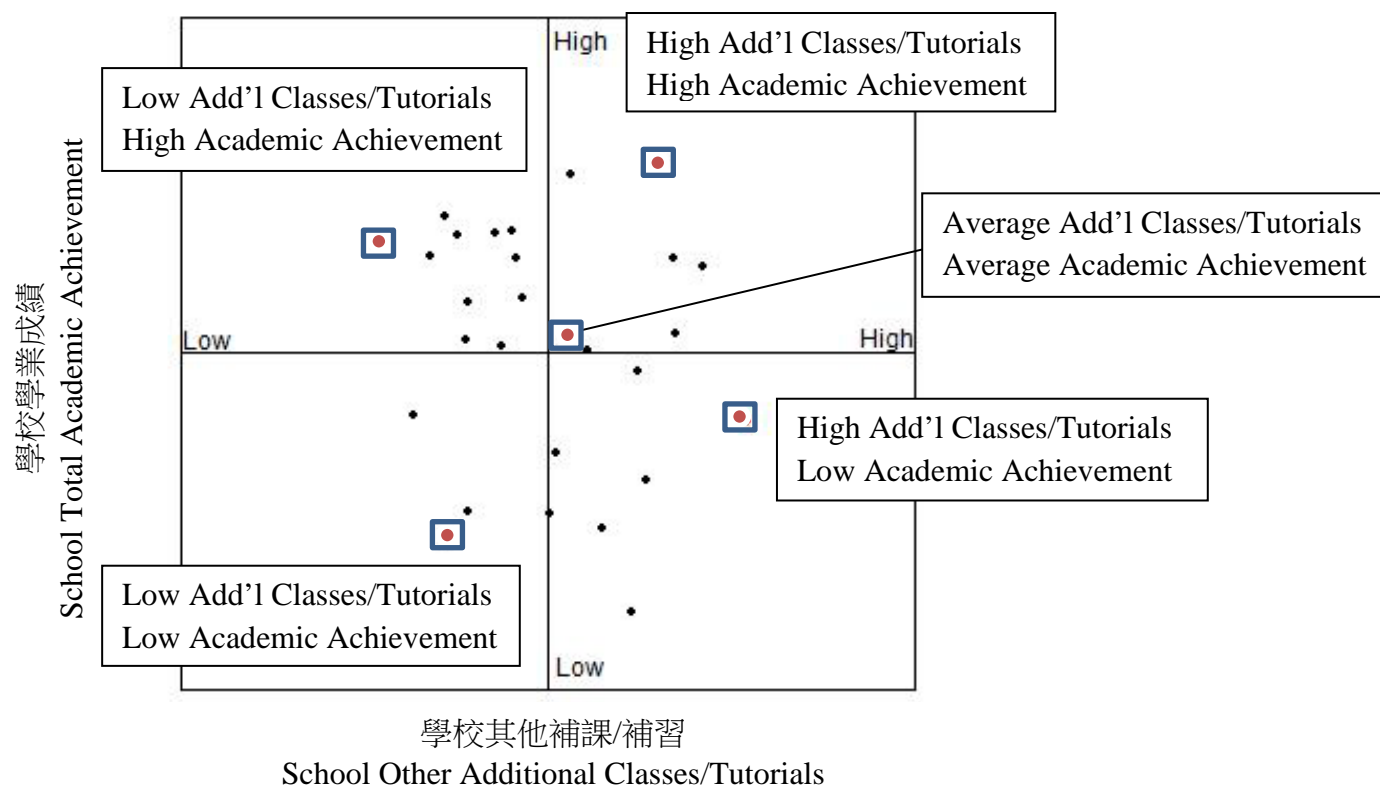 High
High Add’l Classes/Tutorials
High Academic Achievement
Low Add’l Classes/Tutorials
High Academic Achievement
Average Add’l Classes/Tutorials
Average Academic Achievement
學校學業成績
School Total Academic Achievement
Low
High
High Add’l Classes/Tutorials
Low Academic Achievement
Low Add’l Classes/Tutorials
Low Academic Achievement
Low
學校其他補課/補習
School Other Additional Classes/Tutorials